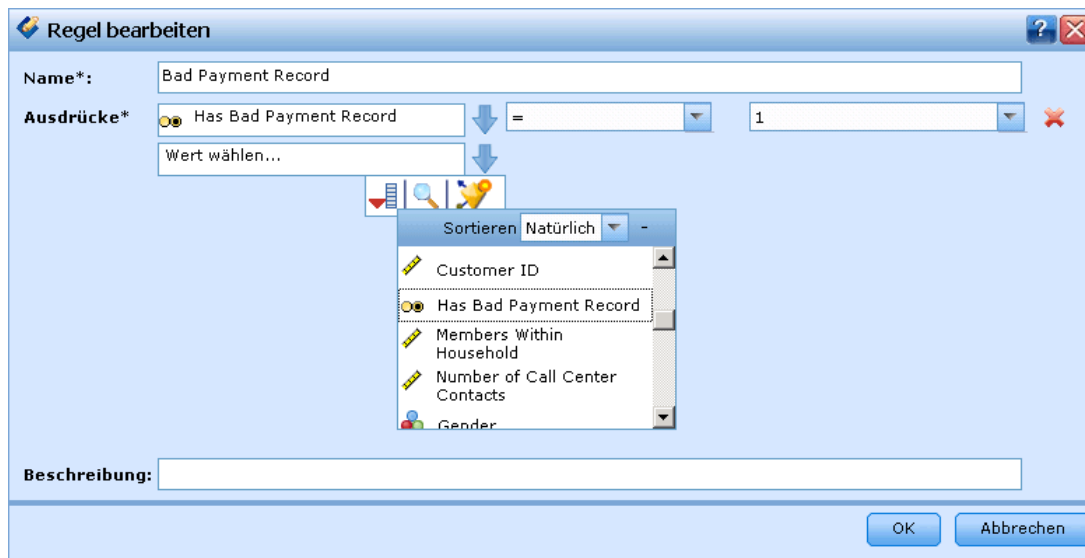 Regel bearbeiten
?
Name*: Bad Payment Record
Ausdrücke* Has Bad Payment Record = 1
Wert wählen...
Sortieren Natürlich -
Customer ID
Has Bad Payment Record
Members Within
Household
Number of Call Center
Contacts
Gender
Beschreibung:
OK Abbrechen